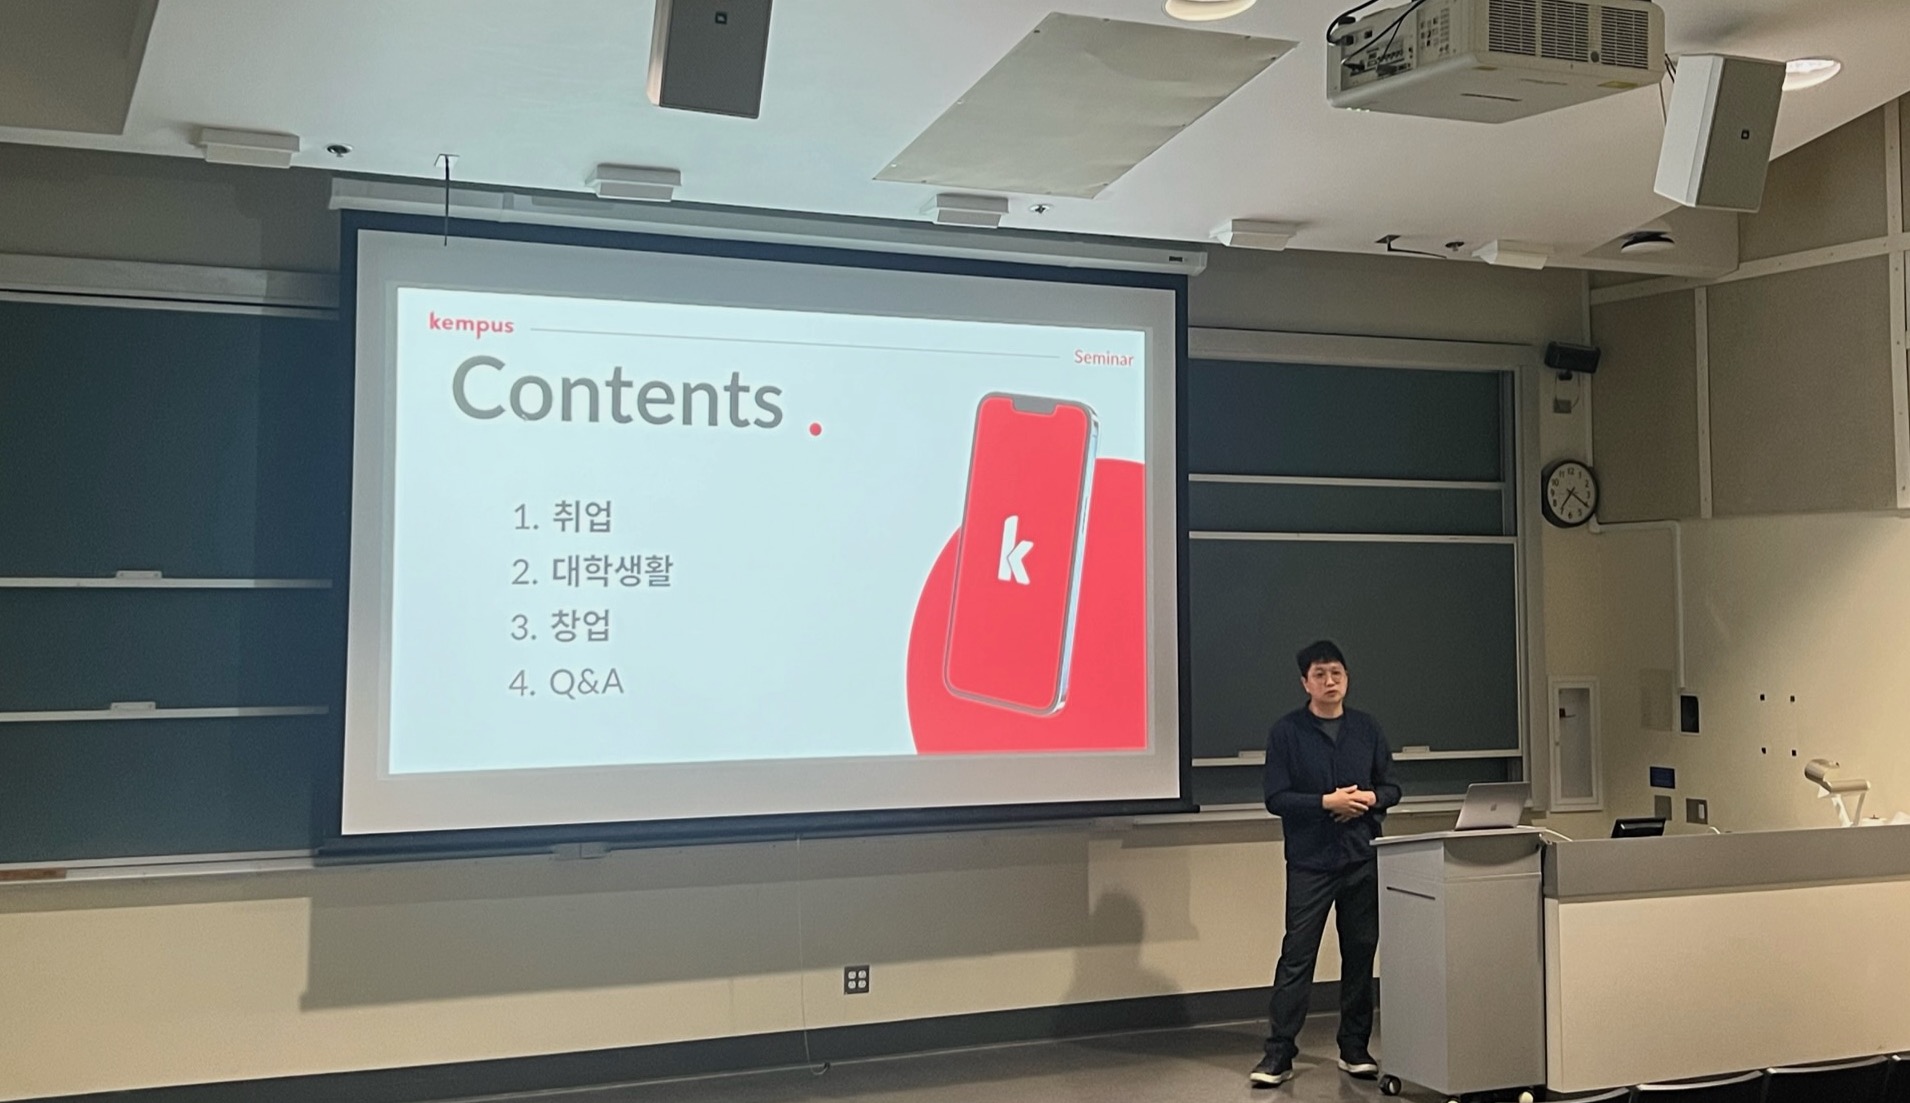 kempus
Seminar
Contents .
1. 취업
2. 대학생활
3. 창업
4. Q&A
k